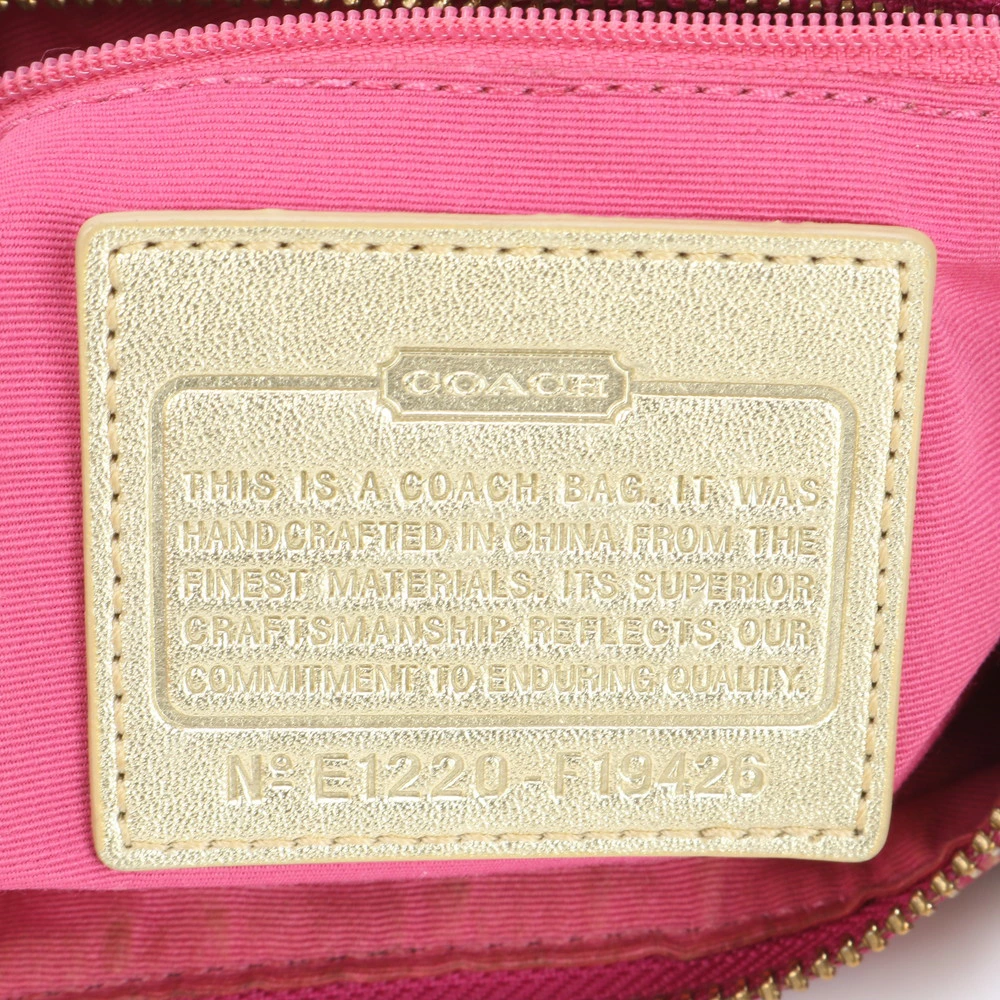 COACH
THIS IS A COACH BAG. IT WAS
HANDCRAFTED IN CHINA FROM THE
FINEST MATERIALS. ITS SUPERIOR
CRAFTSMANSHIP REFLECTS OUR
COMMITMENT TO ENDURING QUALITY.
Nº E1220-F19426